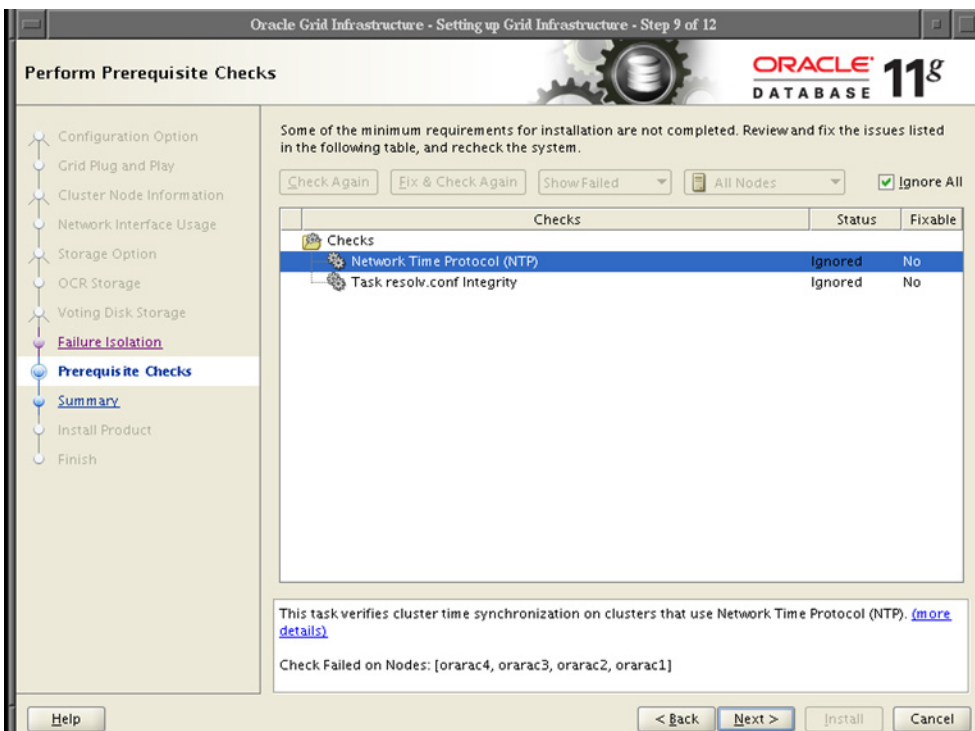 Oracle Grid Infrastructure - Setting up Grid Infrastructure - Step 9 of 12
Perform Prerequisite Checks
ORACLE
DATABASE
11g
Configuration Option
Grid Plug and Play
Cluster Node Information
Network Interface Usage
Storage Option
OCR Storage
Voting Disk Storage
Failure Isolation
Prerequisite Checks
Summary
Install Product
Finish
Some of the minimum requirements for installation are not completed. Review and fix the issues listed
in the following table, and recheck the system.
Check Again Fix & Check Again Show Failed All Nodes Ignore All
Checks Status Fixable
Checks
Network Time Protocol (NTP) Ignored No
Task resolv.conf Integrity Ignored No
This task verifies cluster time synchronization on clusters that use Network Time Protocol (NTP). (more
details)
Check Failed on Nodes: [orarac4, orarac3, orarac2, orarac1]
Help < Back Next > Install Cancel